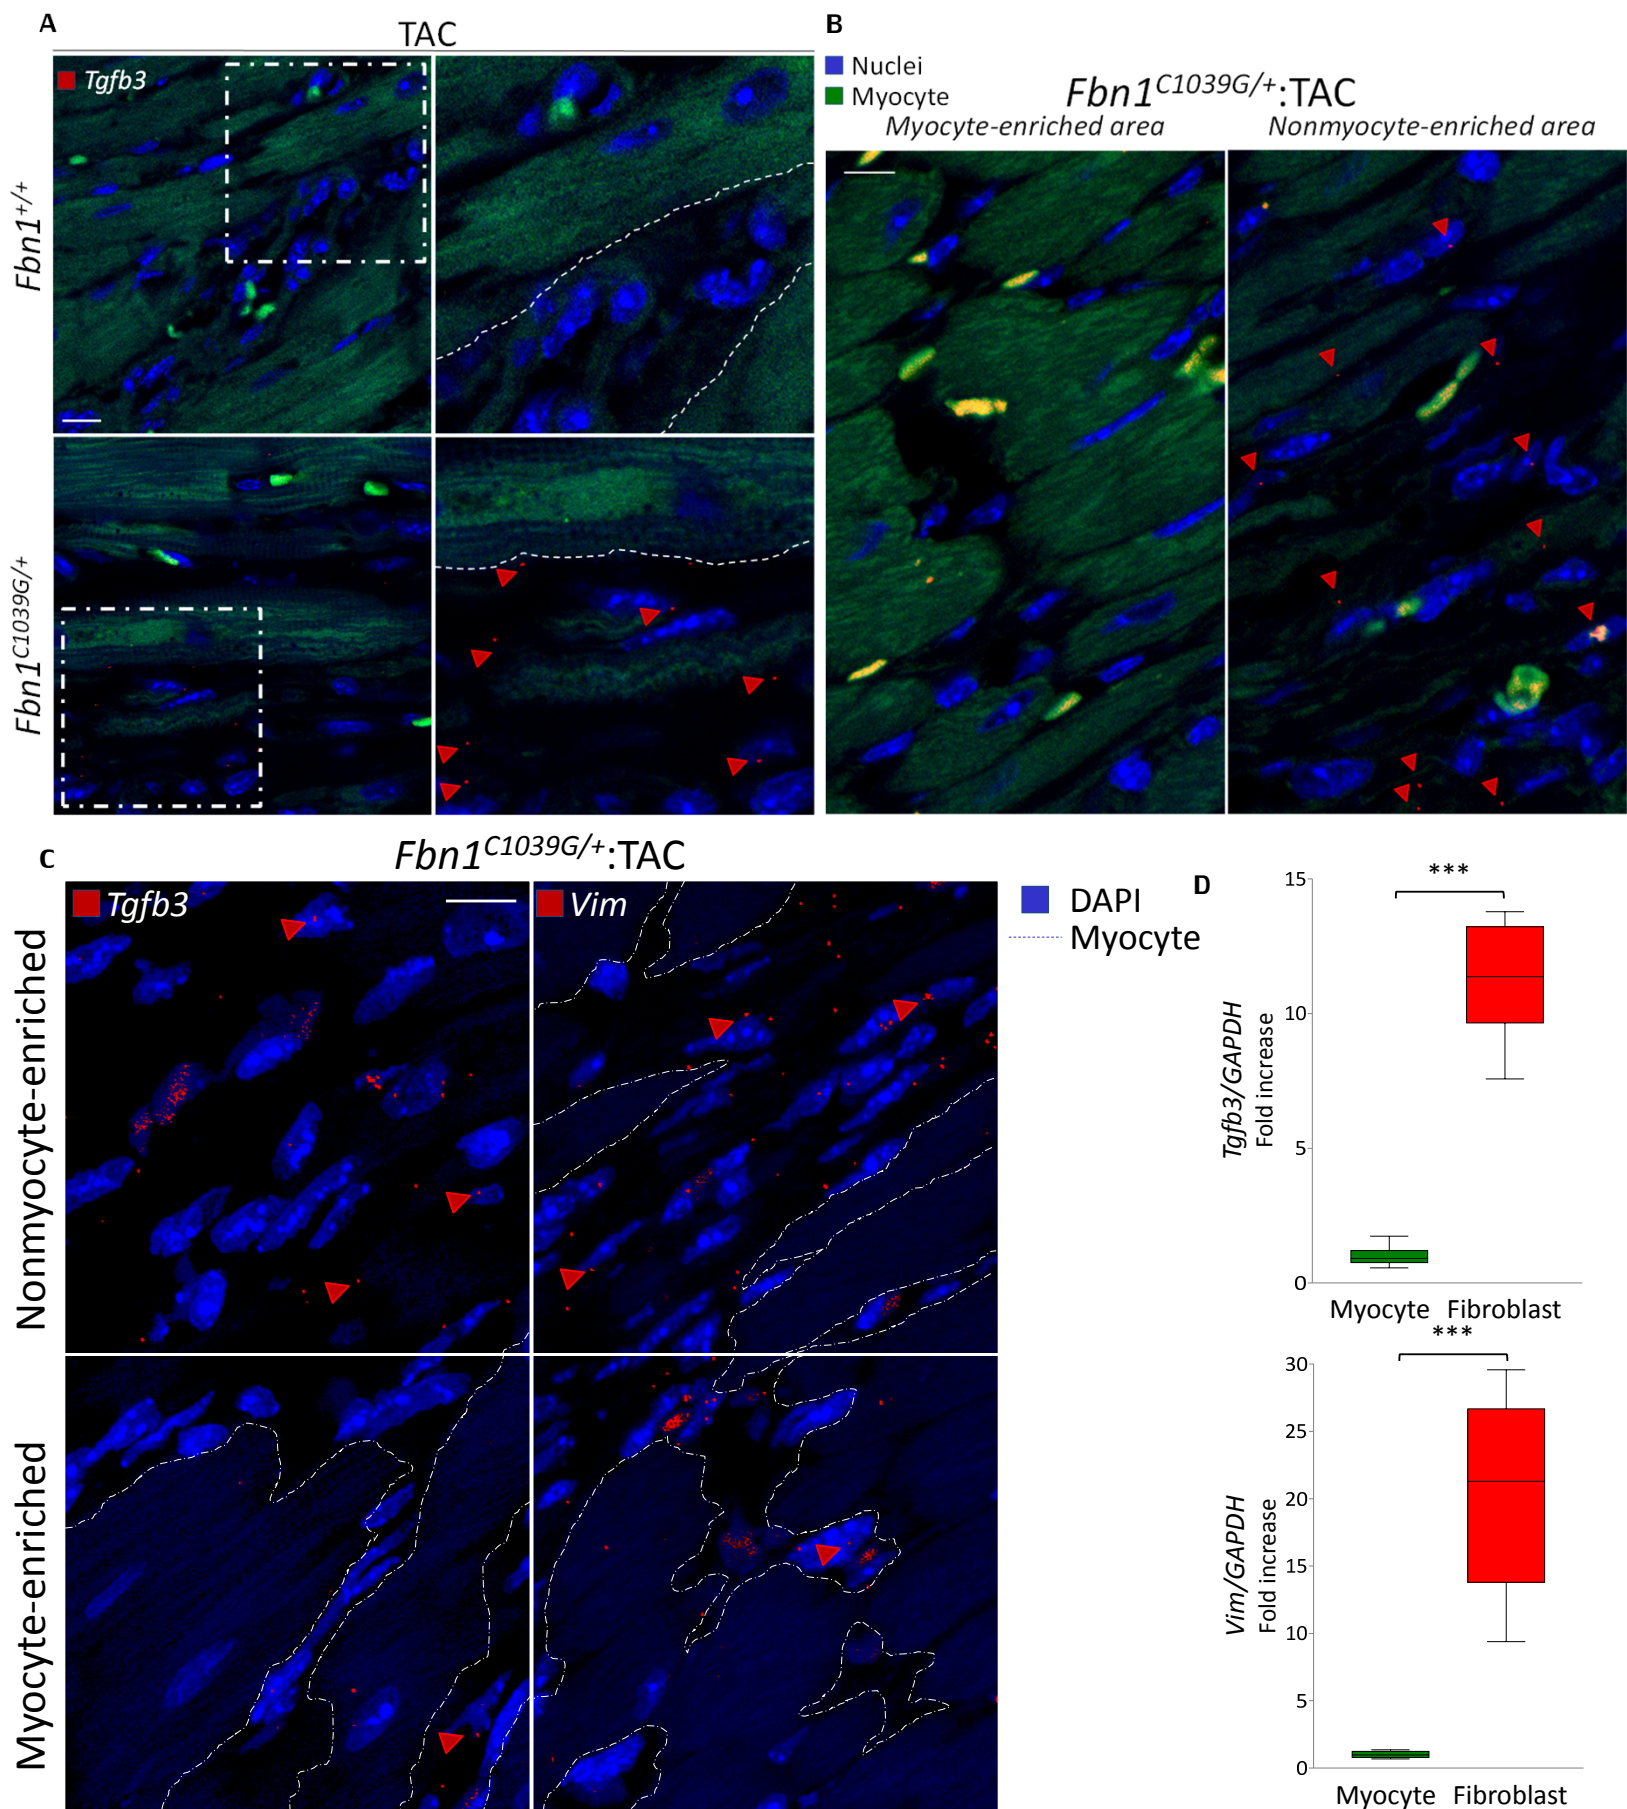 A
TAC
Tgfb3
Fbn1+/+
Fbn1C1039G/+
B
Nuclei
Myocyte
Fbn1C1039G/+:TAC
Myocyte-enriched area
Nonmyocyte-enriched area
C
Fbn1C1039G/+:TAC
Tgfb3
Vim
DAPI
Myocyte
Nonmyocyte-enriched
Myocyte-enriched
D
***
15
10
5
0
Tgfb3/GAPDH
Fold increase
Myocyte Fibroblast
***
30
25
20
15
10
5
0
Vim/GAPDH
Fold increase
Myocyte Fibroblast